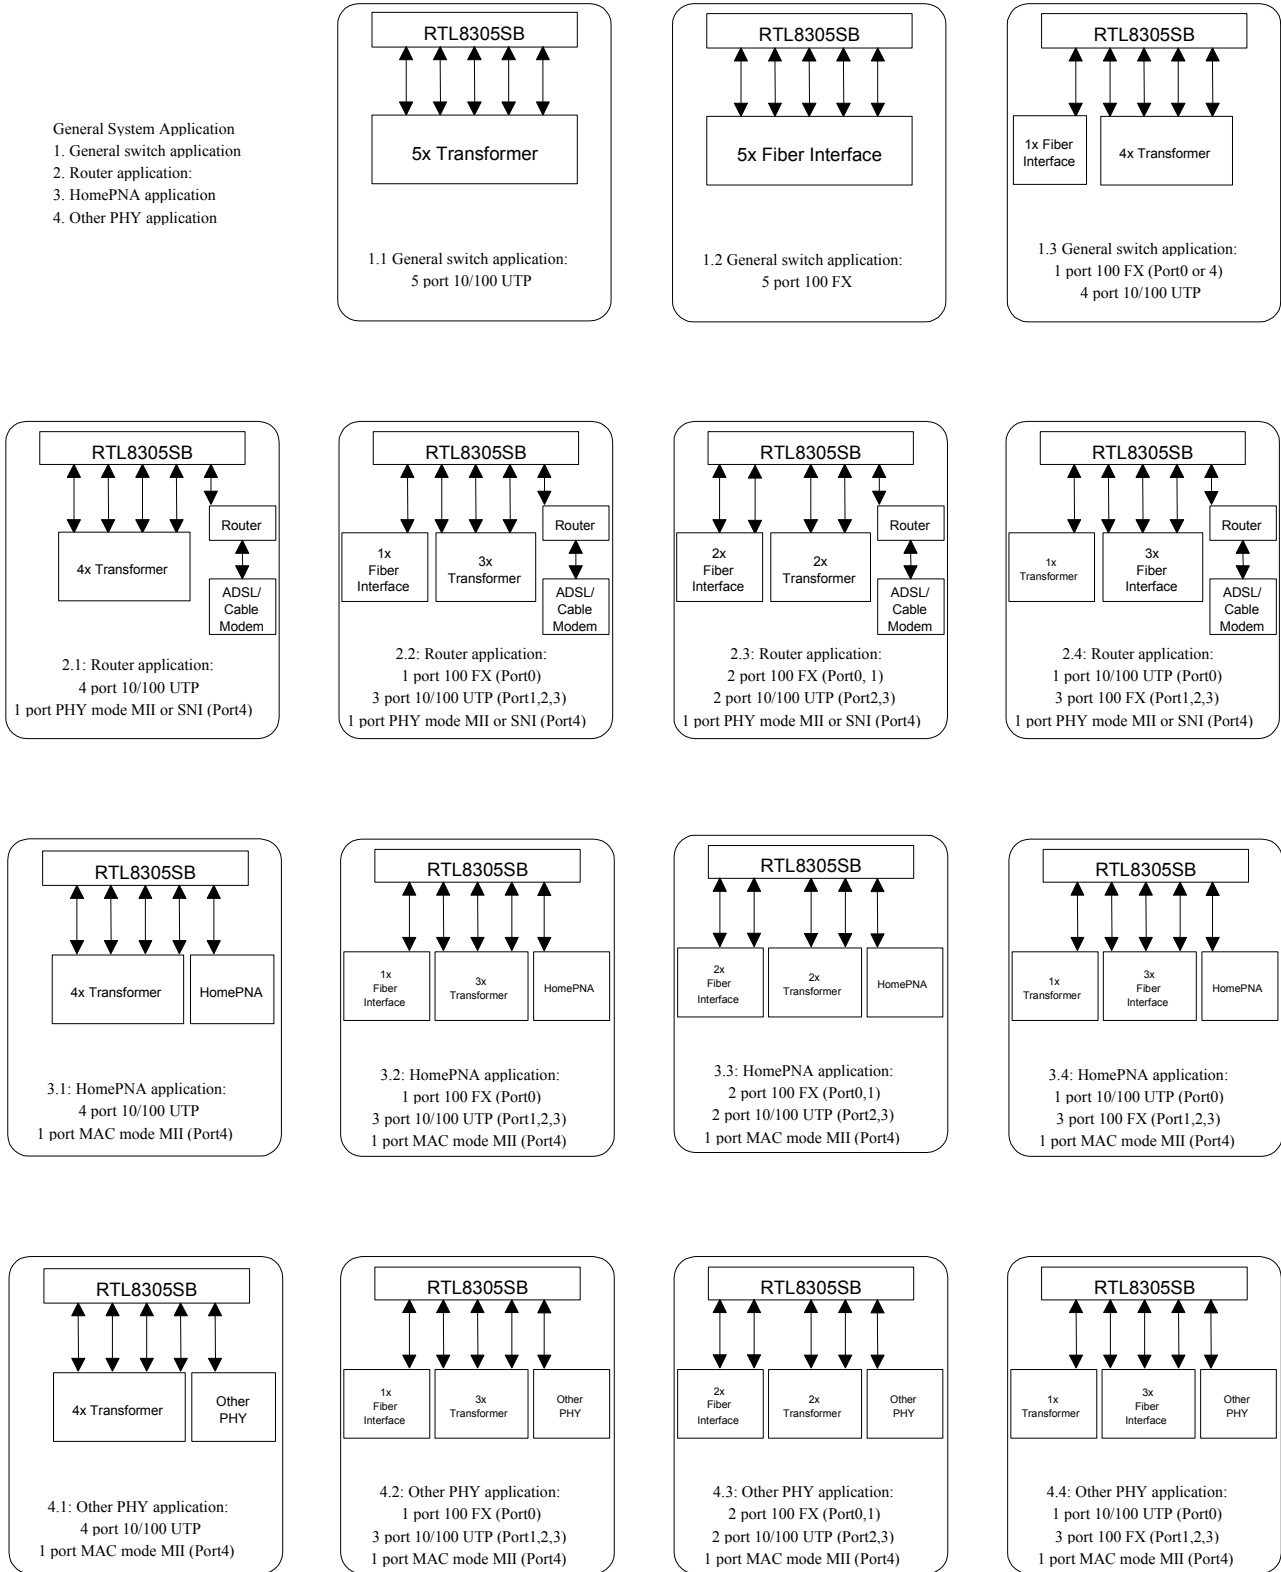 General System Application
1. General switch application
2. Router application:
3. HomePNA application
4. Other PHY application
RTL8305SB
5x Transformer
1.1 General switch application:
5 port 10/100 UTP
RTL8305SB
5x Fiber Interface
1.2 General switch application:
5 port 100 FX
RTL8305SB
1x Fiber
Interface
4x Transformer
1.3 General switch application:
1 port 100 FX (Port0 or 4)
4 port 10/100 UTP
RTL8305SB
4x Transformer
Router
ADSL/
Cable
Modem
2.1: Router application:
4 port 10/100 UTP
1 port PHY mode MII or SNI (Port4)
RTL8305SB
1x
Fiber
Interface
3x
Transformer
Router
ADSL/
Cable
Modem
2.2: Router application:
1 port 100 FX (Port0)
3 port 10/100 UTP (Port1,2,3)
1 port PHY mode MII or SNI (Port4)
RTL8305SB
2x
Fiber
Interface
2x
Transformer
Router
ADSL/
Cable
Modem
2.3: Router application:
2 port 100 FX (Port0, 1)
2 port 10/100 UTP (Port2,3)
1 port PHY mode MII or SNI (Port4)
RTL8305SB
1x
Transformer
3x
Fiber
Interface
Router
ADSL/
Cable
Modem
2.4: Router application:
1 port 10/100 UTP (Port0)
3 port 100 FX (Port1,2,3)
1 port PHY mode MII or SNI (Port4)
RTL8305SB
4x Transformer
HomePNA
3.1: HomePNA application:
4 port 10/100 UTP
1 port MAC mode MII (Port4)
RTL8305SB
1x
Fiber
Interface
3x
Transformer
HomePNA
3.2: HomePNA application:
1 port 100 FX (Port0)
3 port 10/100 UTP (Port1,2,3)
1 port MAC mode MII (Port4)
RTL8305SB
2x
Fiber
Interface
2x
Transformer
HomePNA
3.3: HomePNA application:
2 port 100 FX (Port0,1)
2 port 10/100 UTP (Port2,3)
1 port MAC mode MII (Port4)
RTL8305SB
1x
Transformer
3x
Fiber
Interface
HomePNA
3.4: HomePNA application:
1 port 10/100 UTP (Port0)
3 port 100 FX (Port1,2,3)
1 port MAC mode MII (Port4)
RTL8305SB
4x Transformer
Other
PHY
4.1: Other PHY application:
4 port 10/100 UTP
1 port MAC mode MII (Port4)
RTL8305SB
1x
Fiber
Interface
3x
Transformer
Other
PHY
4.2: Other PHY application:
1 port 100 FX (Port0)
3 port 10/100 UTP (Port1,2,3)
1 port MAC mode MII (Port4)
RTL8305SB
2x
Fiber
Interface
2x
Transformer
Other
PHY
4.3: Other PHY application:
2 port 100 FX (Port0,1)
2 port 10/100 UTP (Port2,3)
1 port MAC mode MII (Port4)
RTL8305SB
1x
Transformer
3x
Fiber
Interface
Other
PHY
4.4: Other PHY application:
1 port 10/100 UTP (Port0)
3 port 100 FX (Port1,2,3)
1 port MAC mode MII (Port4)